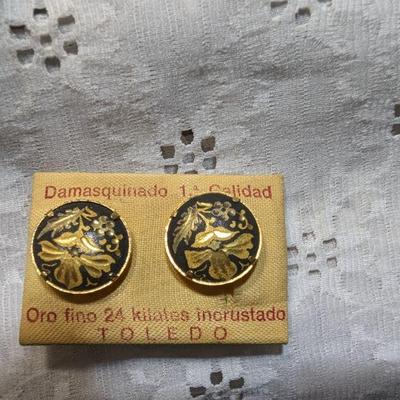 Damasquinado 1.ª Calidad
Oro fino 24 kilates incrustado
TOLEDO